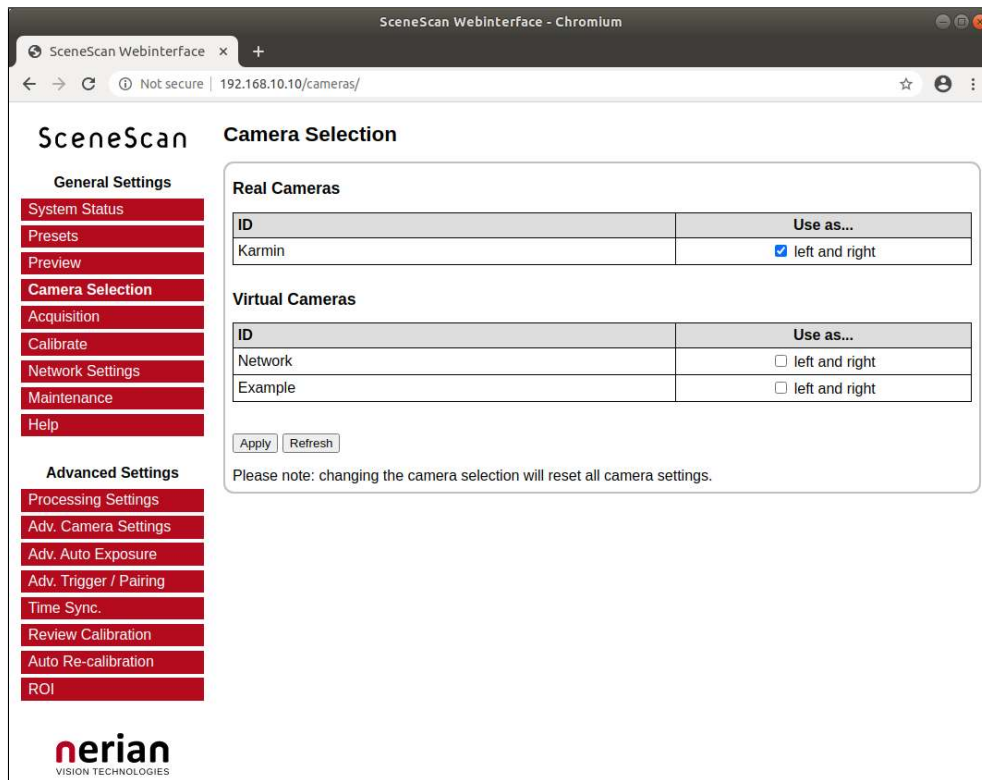 SceneScan Webinterface - Chromium
SceneScan Webinterface
Not secure | 192.168.10.10/cameras/
SceneScan
General Settings
System Status
Presets
Preview
Camera Selection
Acquisition
Calibrate
Network Settings
Maintenance
Help
Advanced Settings
Processing Settings
Adv. Camera Settings
Adv. Auto Exposure
Adv. Trigger / Pairing
Time Sync.
Review Calibration
Auto Re-calibration
ROI
nerian
VISION TECHNOLOGIES
Camera Selection
Real Cameras
ID Use as...
Karmin left and right
Virtual Cameras
ID Use as...
Network left and right
Example left and right
Apply Refresh
Please note: changing the camera selection will reset all camera settings.